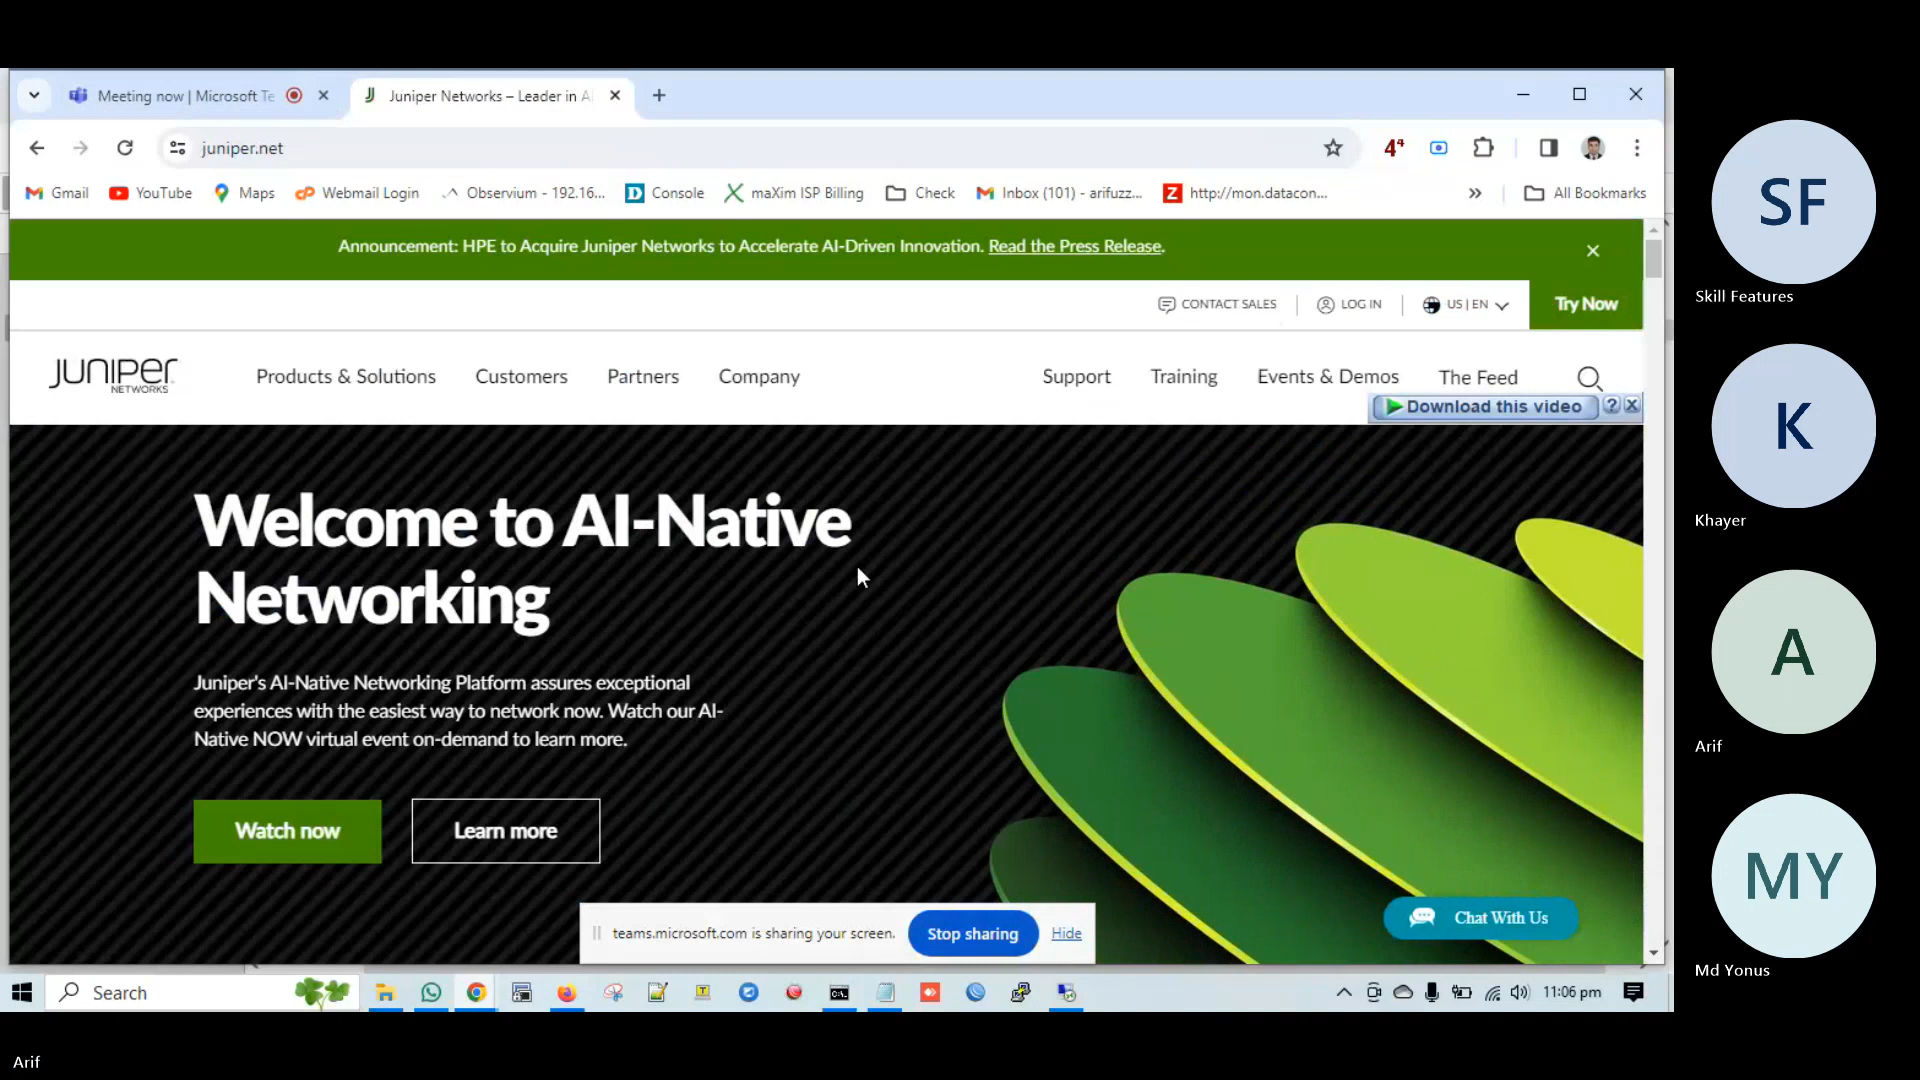 Meeting now | Microsoft Te
Juniper Networks – Leader in A
juniper.net
4⁴
Gmail
YouTube
Maps
Webmail Login
Observium - 192.16...
Console
maXim ISP Billing
Check
Inbox (101) - arifuzz...
http://mon.datacon...
All Bookmarks
Announcement: HPE to Acquire Juniper Networks to Accelerate AI-Driven Innovation. Read the Press Release.
CONTACT SALES
LOG IN
US | EN
Try Now
JUNIPER
NETWORKS
Products & Solutions
Customers
Partners
Company
Support
Training
Events & Demos
The Feed
Download this video
Welcome to AI-Native
Networking
Juniper's AI-Native Networking Platform assures exceptional
experiences with the easiest way to network now. Watch our AI-
Native NOW virtual event on-demand to learn more.
Watch now
Learn more
teams.microsoft.com is sharing your screen.
Stop sharing
Hide
Chat With Us
Search
11:06 pm
SF
Skill Features
K
Khayer
A
Arif
MY
Md Yonus
Arif